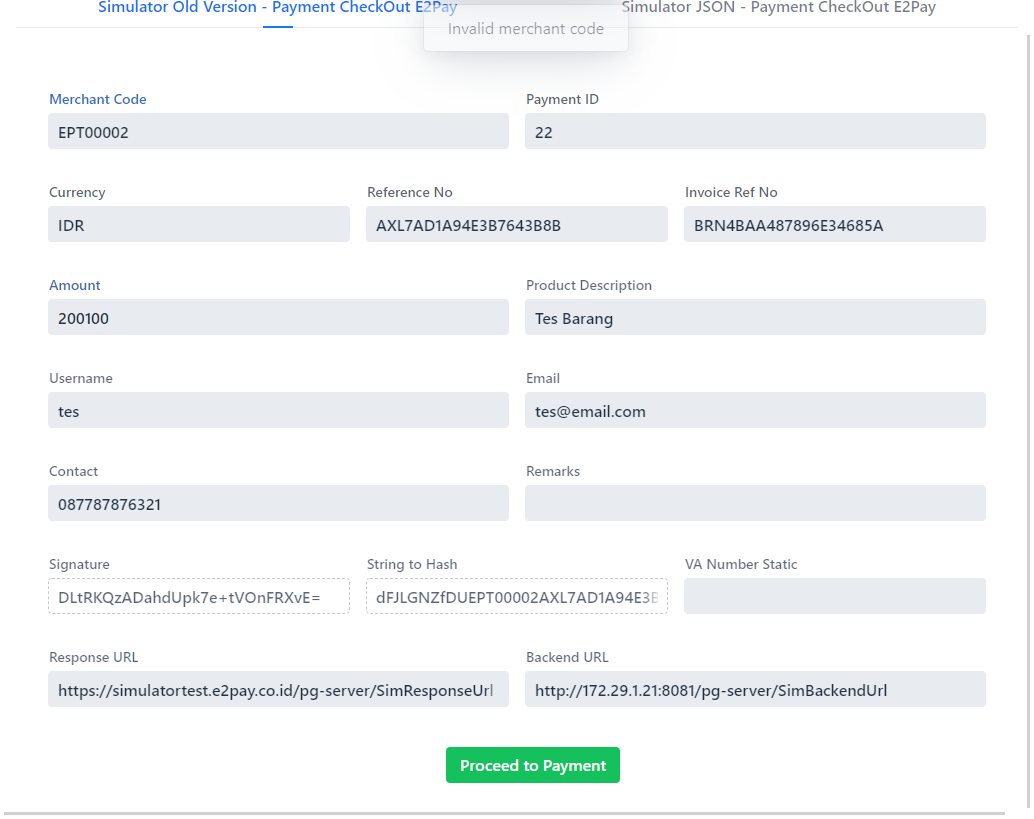 Simulator Old Version - Payment CheckOut E2Pay
Simulator JSON - Payment CheckOut E2Pay
Invalid merchant code
Merchant Code
Payment ID
EPT00002
22
Currency
Reference No
Invoice Ref No
IDR
AXL7AD1A94E3B7643B8B
BRN4BAA487896E34685A
Amount
Product Description
200100
Tes Barang
Username
Email
tes
tes@email.com
Contact
Remarks
087787876321
Signature
String to Hash
VA Number Static
DLtRKQzADahdUpk7e+tVOnFRXvE=
dFJLGNZfDUEPT00002AXL7AD1A94E3B
Response URL
Backend URL
https://simulatortest.e2pay.co.id/pg-server/SimResponseUrl
http://172.29.1.21:8081/pg-server/SimBackendUrl
Proceed to Payment